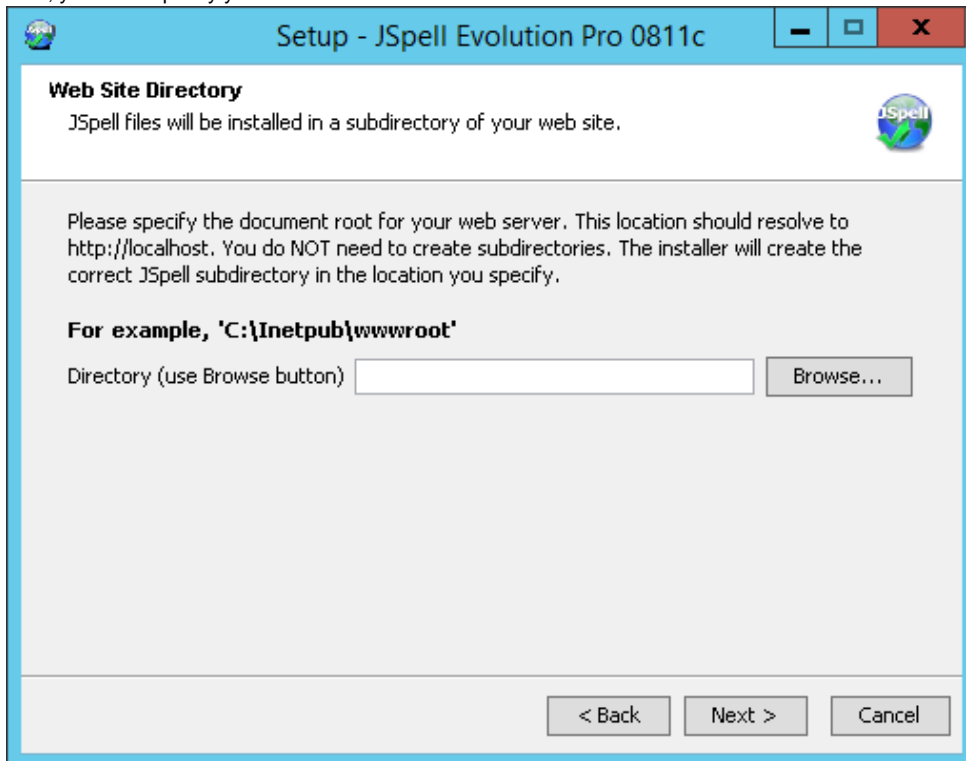 Setup - JSpell Evolution Pro 0811c
Web Site Directory
JSpell files will be installed in a subdirectory of your web site.
JSpell
Please specify the document root for your web server. This location should resolve to
http://localhost. You do NOT need to create subdirectories. The installer will create the
correct JSpell subdirectory in the location you specify.
For example, 'C:\Inetpub\wwwroot'
Directory (use Browse button)
Browse...
< Back
Next >
Cancel